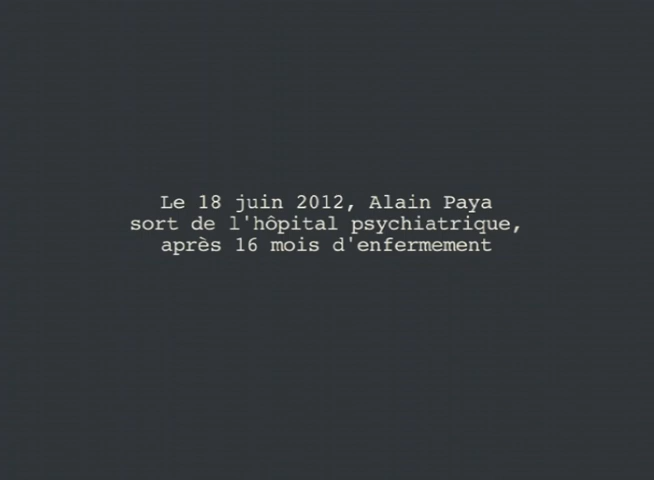 Le 18 juin 2012, Alain Paya
sort de l'hôpital psychiatrique,
après 16 mois d'enfermement